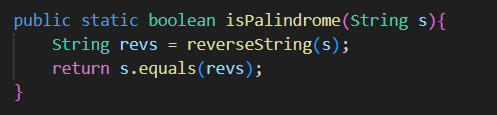 public static boolean isPalindrome(String s){
    String revs = reverseString(s);
    return s.equals(revs);
}